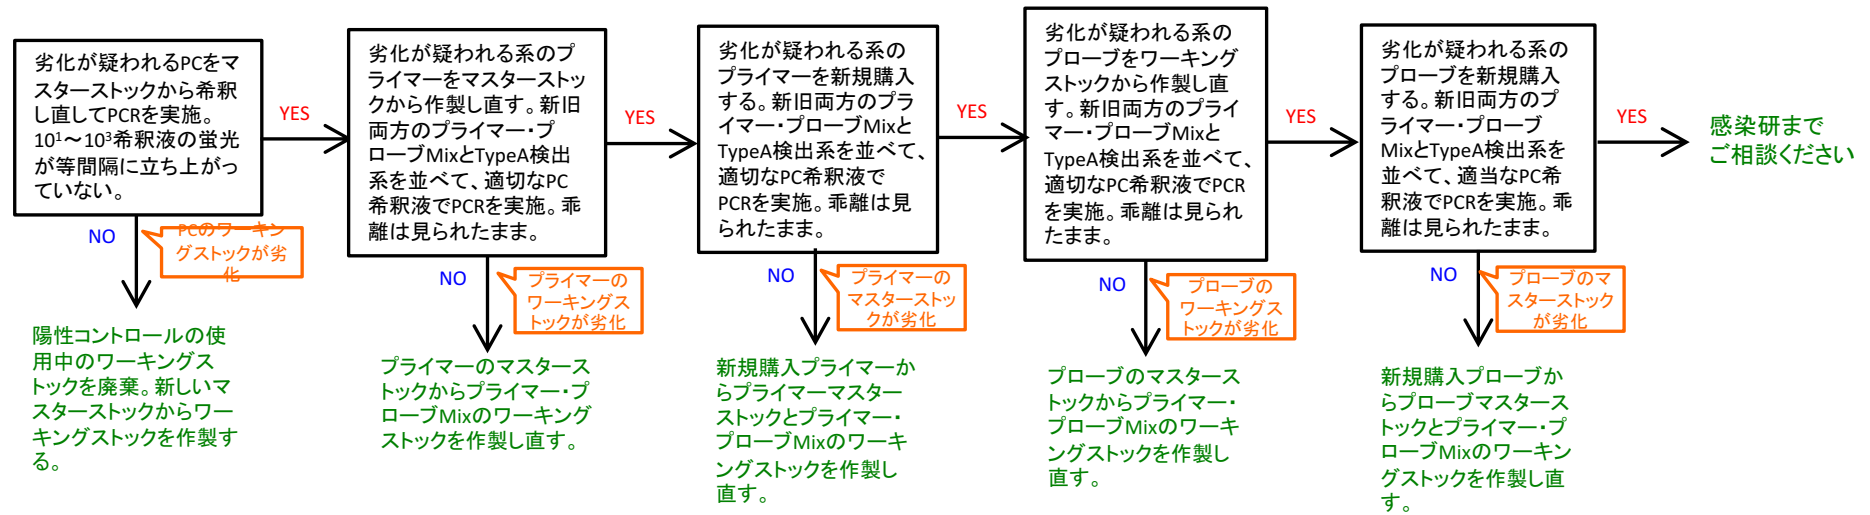 劣化が疑われるPCをマ
スターストックから希釈
し直してPCRを実施。
10¹～10³希釈液の蛍光
が等間隔に立ち上がっ
ていない。
YES
NO
PCのワーキン
グストックが劣
化
陽性コントロールの使
用中のワーキングス
トックを廃棄。新しいマ
スターストックからワー
キングストックを作製す
る。
劣化が疑われる系のプ
ライマーをマスターストッ
クから作製し直す。新旧
両方のプライマー・プ
ローブMixとTypeA検出
系を並べて、適切なPC
希釈液でPCRを実施。乖
離は見られたまま。
YES
NO
プライマーの
ワーキングス
トックが劣化
プライマーのマスタース
トックからプライマー・プ
ローブMixのワーキング
ストックを作製し直す。
劣化が疑われる系の
プライマーを新規購入
する。新旧両方のプラ
イマー・プローブMixと
TypeA検出系を並べて、
適切なPC希釈液で
PCRを実施。乖離は見
られたまま。
YES
NO
プライマーの
マスターストッ
クが劣化
新規購入プライマーか
らプライマーマスター
ストックとプライマー・
プローブMixのワーキ
ングストックを作製し
直す。
劣化が疑われる系の
プローブをワーキング
ストックから作製し直
す。新旧両方のプライ
マー・プローブMixと
TypeA検出系を並べて、
適切なPC希釈液でPCR
を実施。乖離は見られ
たまま。
YES
NO
プローブの
ワーキングス
トックが劣化
プローブのマスタース
トックからプライマー・
プローブMixのワーキ
ングストックを作製し
直す。
劣化が疑われる系の
プローブを新規購入
する。新旧両方のプ
ライマー・プローブ
MixとTypeA検出系を
並べて、適当なPC希
釈液でPCRを実施。乖
離は見られたまま。
YES
NO
プローブのマ
スターストック
が劣化
新規購入プローブか
らプローブマスタース
トックとプライマー・プ
ローブMixのワーキン
グストックを作製し直
す。
感染研まで
ご相談ください